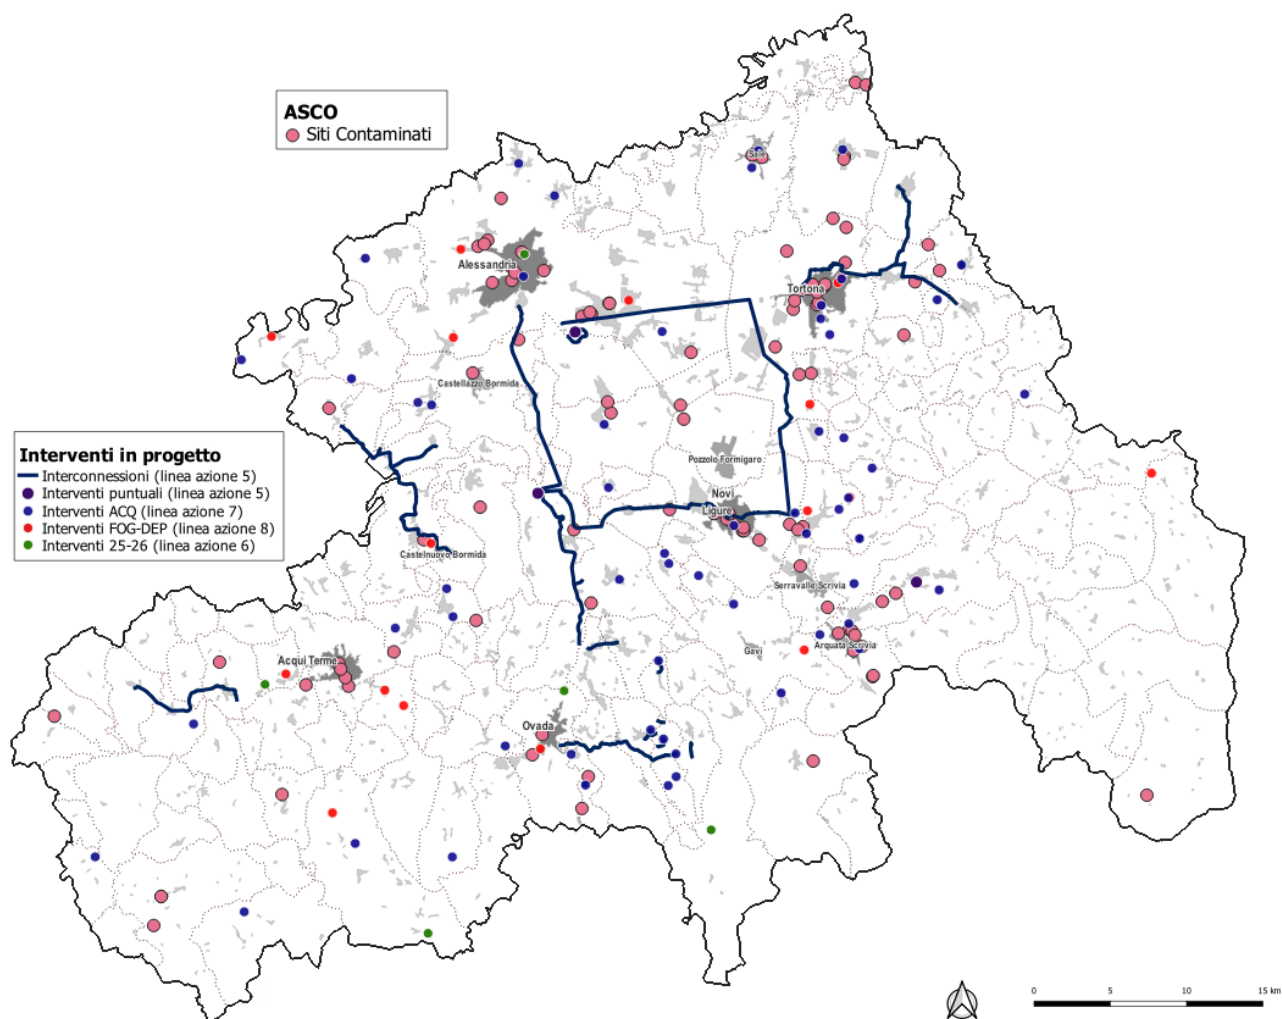 ASCO
Siti Contaminati
Sale
Alessandria
Tortona
Castellazzo Bormida
Interventi in progetto
Interconnessioni (linea azione 5)
Interventi puntuali (linea azione 5)
Interventi ACQ (linea azione 7)
Interventi FOG-DEP (linea azione 8)
Interventi 25-26 (linea azione 6)
Pozzolo Formigaro
Novi
Ligure
Castelnuovo Bormida
Serravalle Scrivia
Arquata Scrivia
Gavi
Acqui Terme
Ovada
0 5 10 15 km